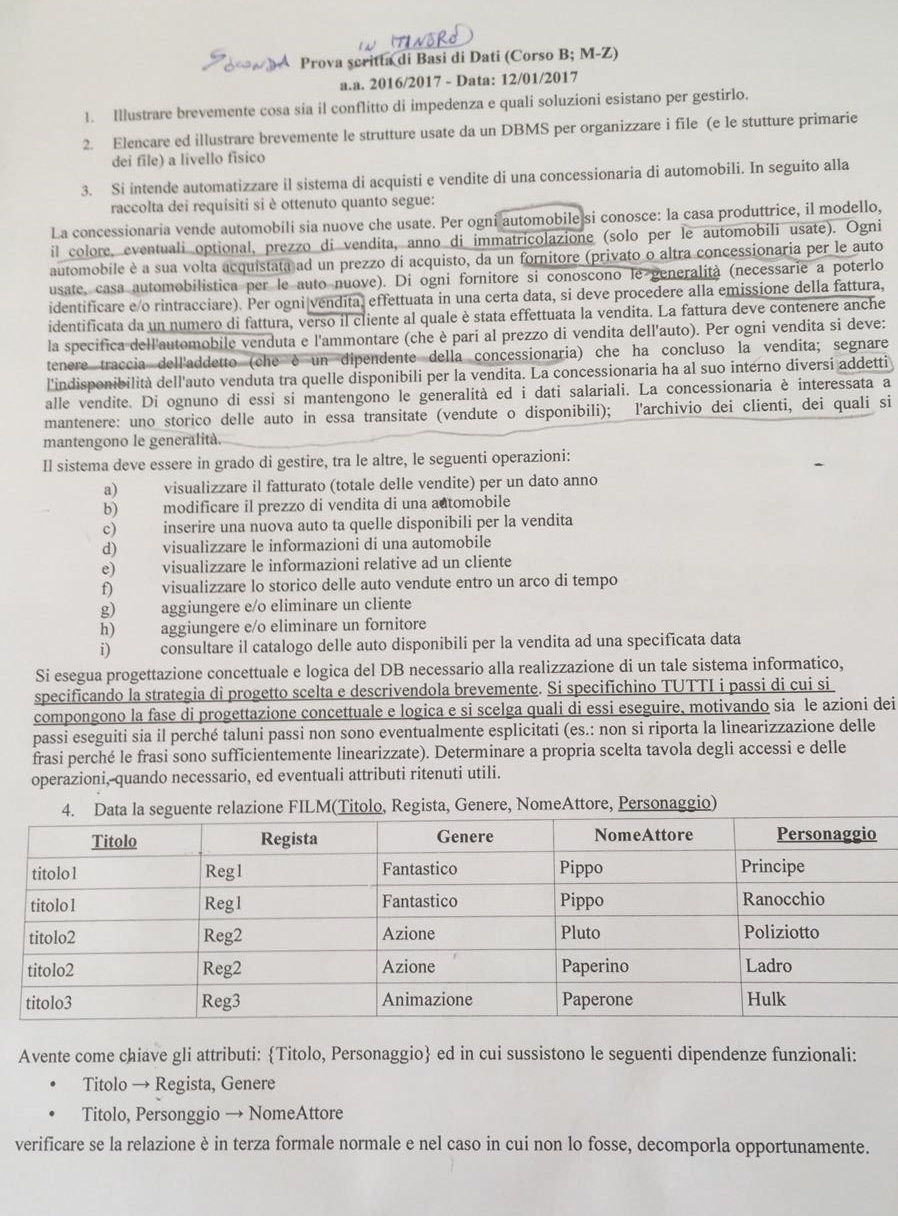 IN ITINERE
SECONDA Prova scritta di Basi di Dati (Corso B; M-Z)
a.a. 2016/2017 - Data: 12/01/2017
1. Illustrare brevemente cosa sia il conflitto di impedenza e quali soluzioni esistano per gestirlo.
2. Elencare ed illustrare brevemente le strutture usate da un DBMS per organizzare i file (e le stutture primarie
dei file) a livello fisico
3. Si intende automatizzare il sistema di acquisti e vendite di una concessionaria di automobili. In seguito alla
raccolta dei requisiti si è ottenuto quanto segue:
La concessionaria vende automobili sia nuove che usate. Per ogni automobile si conosce: la casa produttrice, il modello,
il colore, eventuali optional, prezzo di vendita, anno di immatricolazione (solo per le automobili usate). Ogni
automobile è a sua volta acquistata ad un prezzo di acquisto, da un fornitore (privato o altra concessionaria per le auto
usate, casa automobilistica per le auto nuove). Di ogni fornitore si conoscono le generalità (necessarie a poterlo
identificare e/o rintracciare). Per ogni vendita, effettuata in una certa data, si deve procedere alla emissione della fattura,
identificata da un numero di fattura, verso il cliente al quale è stata effettuata la vendita. La fattura deve contenere anche
la specifica dell'automobile venduta e l'ammontare (che è pari al prezzo di vendita dell'auto). Per ogni vendita si deve:
tenere traccia dell'addetto (che è un dipendente della concessionaria) che ha concluso la vendita; segnare
l'indisponibilità dell'auto venduta tra quelle disponibili per la vendita. La concessionaria ha al suo interno diversi addetti
alle vendite. Di ognuno di essi si mantengono le generalità ed i dati salariali. La concessionaria è interessata a
mantenere: uno storico delle auto in essa transitate (vendute o disponibili); l'archivio dei clienti, dei quali si
mantengono le generalità.
Il sistema deve essere in grado di gestire, tra le altre, le seguenti operazioni:
a) visualizzare il fatturato (totale delle vendite) per un dato anno
b) modificare il prezzo di vendita di una automobile
c) inserire una nuova auto ta quelle disponibili per la vendita
d) visualizzare le informazioni di una automobile
e) visualizzare le informazioni relative ad un cliente
f) visualizzare lo storico delle auto vendute entro un arco di tempo
g) aggiungere e/o eliminare un cliente
h) aggiungere e/o eliminare un fornitore
i) consultare il catalogo delle auto disponibili per la vendita ad una specificata data
Si esegua progettazione concettuale e logica del DB necessario alla realizzazione di un tale sistema informatico,
specificando la strategia di progetto scelta e descrivendola brevemente. Si specifichino TUTTI i passi di cui si
compongono la fase di progettazione concettuale e logica e si scelga quali di essi eseguire, motivando sia le azioni dei
passi eseguiti sia il perché taluni passi non sono eventualmente esplicitati (es.: non si riporta la linearizzazione delle
frasi perché le frasi sono sufficientemente linearizzate). Determinare a propria scelta tavola degli accessi e delle
operazioni, quando necessario, ed eventuali attributi ritenuti utili.
4. Data la seguente relazione FILM(Titolo, Regista, Genere, NomeAttore, Personaggio)
Titolo Regista Genere NomeAttore Personaggio
titolo1 Reg1 Fantastico Pippo Principe
titolo1 Reg1 Fantastico Pippo Ranocchio
titolo2 Reg2 Azione Pluto Poliziotto
titolo2 Reg2 Azione Paperino Ladro
titolo3 Reg3 Animazione Paperone Hulk
Avente come chiave gli attributi: {Titolo, Personaggio} ed in cui sussistono le seguenti dipendenze funzionali:
• Titolo → Regista, Genere
• Titolo, Personggio → NomeAttore
verificare se la relazione è in terza formale normale e nel caso in cui non lo fosse, decomporla opportunamente.